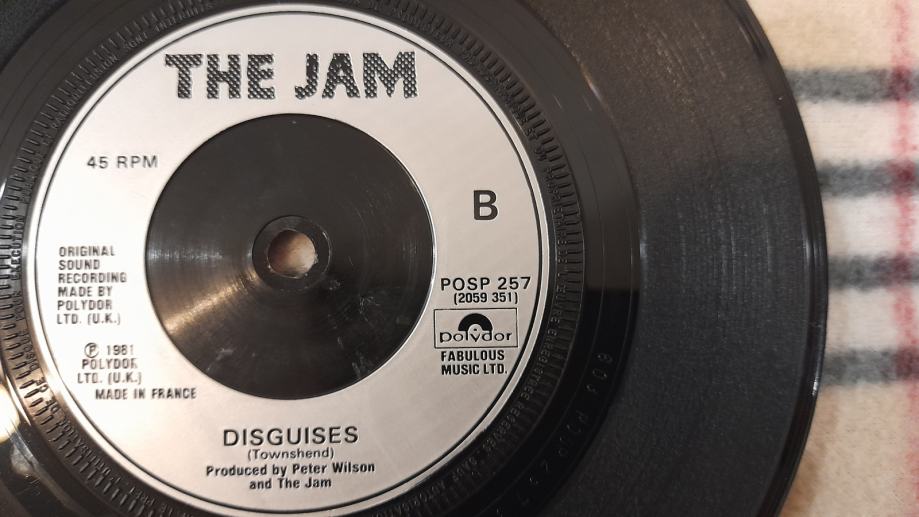 THE JAM
45 RPM
B
ORIGINAL
SOUND
RECORDING
MADE BY
POLYDOR
LTD. (U.K.)
POSP 257
(2059 351)
polydor
FABULOUS
MUSIC LTD.
℗ 1981
POLYDOR
LTD. (U.K.)
MADE IN FRANCE
DISGUISES
(Townshend)
Produced by Peter Wilson
and The Jam